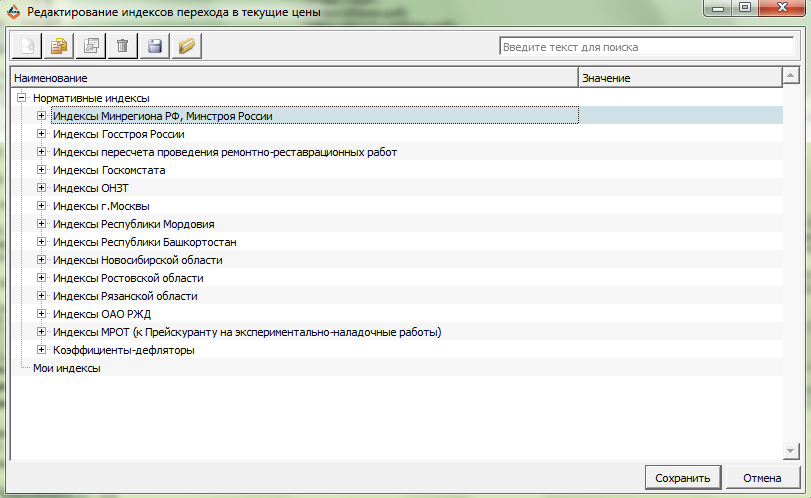 Редактирование индексов перехода в текущие цены
Введите текст для поиска
Наименование Значение
Нормативные индексы
Индексы Минрегиона РФ, Минстроя России
Индексы Госстроя России
Индексы пересчета проведения ремонтно-реставрационных работ
Индексы Госкомстата
Индексы ОНЗТ
Индексы г.Москвы
Индексы Республики Мордовия
Индексы Республики Башкортостан
Индексы Новосибирской области
Индексы Ростовской области
Индексы Рязанской области
Индексы ОАО РЖД
Индексы МРОТ (к Прейскуранту на экспериментально-наладочные работы)
Коэффициенты-дефляторы
Мои индексы
Сохранить Отмена